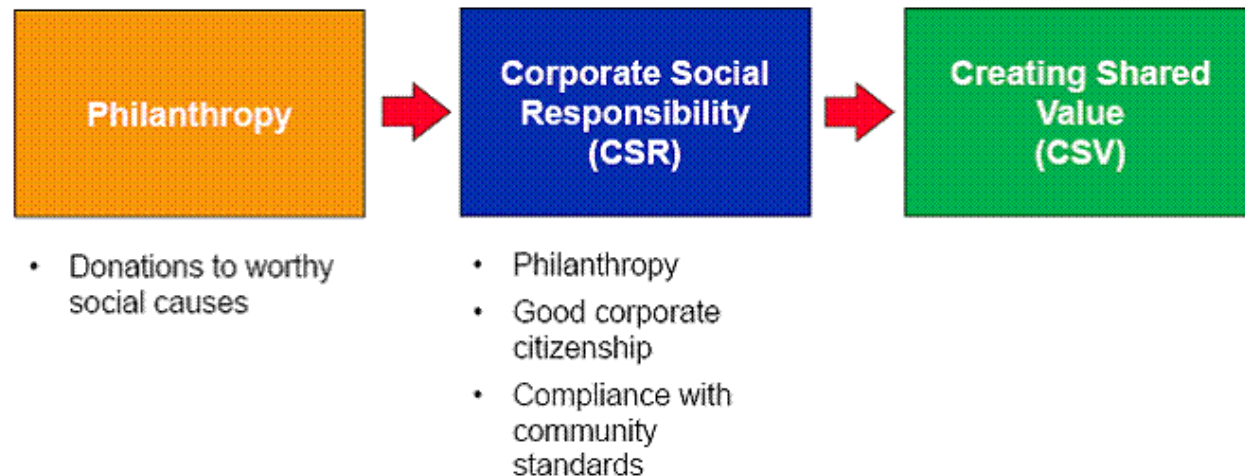 Philanthropy
Corporate Social
Responsibility
(CSR)
Creating Shared
Value
(CSV)
• Donations to worthy
social causes
• Philanthropy
• Good corporate
citizenship
• Compliance with
community
standards